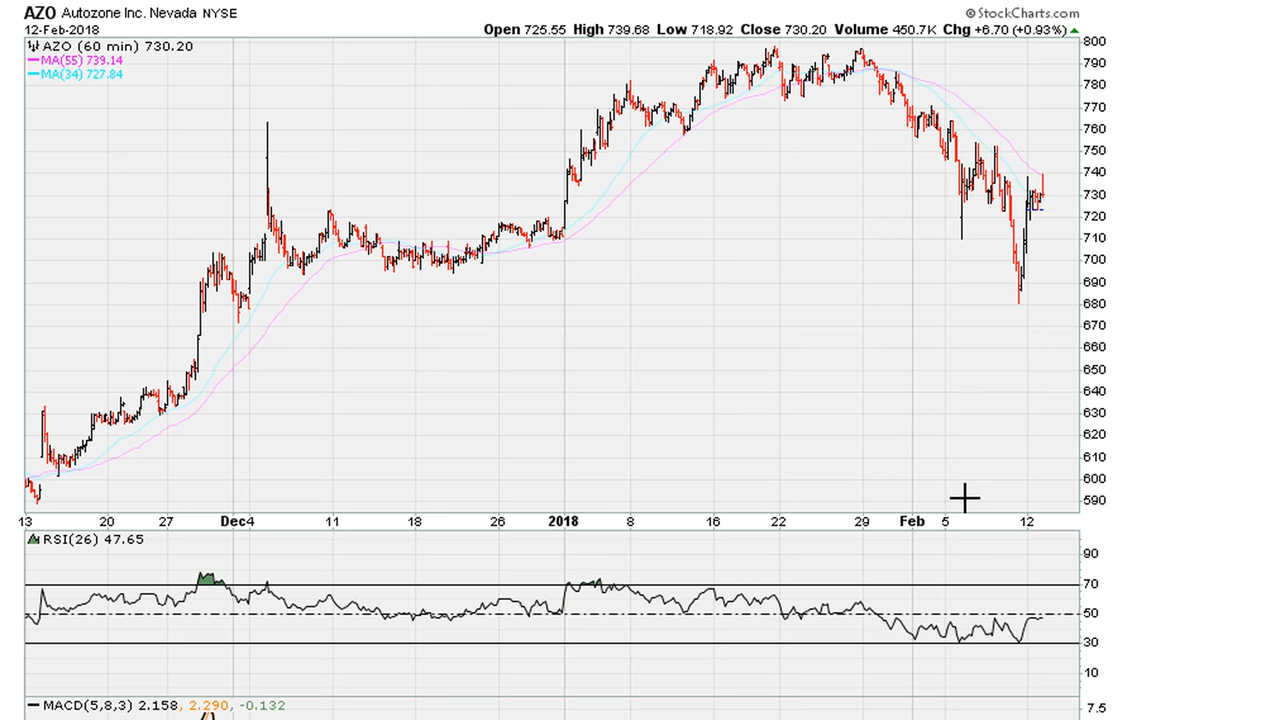 AZO Autozone Inc. Nevada NYSE
© StockCharts.com
12-Feb-2018
Open 725.55 High 739.68 Low 718.92 Close 730.20 Volume 450.7K Chg +6.70 (+0.93%)
AZO (60 min) 730.20
MA(55) 739.14
MA(34) 727.84
800
790
780
770
760
750
740
730
720
710
700
690
680
670
660
650
640
630
620
610
600
590
13 20 27 Dec4 11 18 26 2018 8 16 22 29 Feb 5 12
RSI(26) 47.65
90
70
50
30
10
MACD(5,8,3) 2.158, 2.290, -0.132
7.5